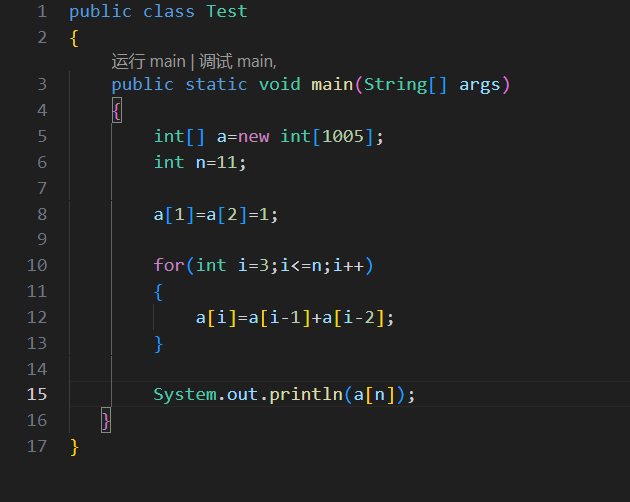 1 public class Test
2 {
运行 main | 调试 main,
3 public static void main(String[] args)
4 {
5 int[] a=new int[1005];
6 int n=11;
7
8 a[1]=a[2]=1;
9
10 for(int i=3;i<=n;i++)
11 {
12 a[i]=a[i-1]+a[i-2];
13 }
14
15 System.out.println(a[n]);
16 }
17 }